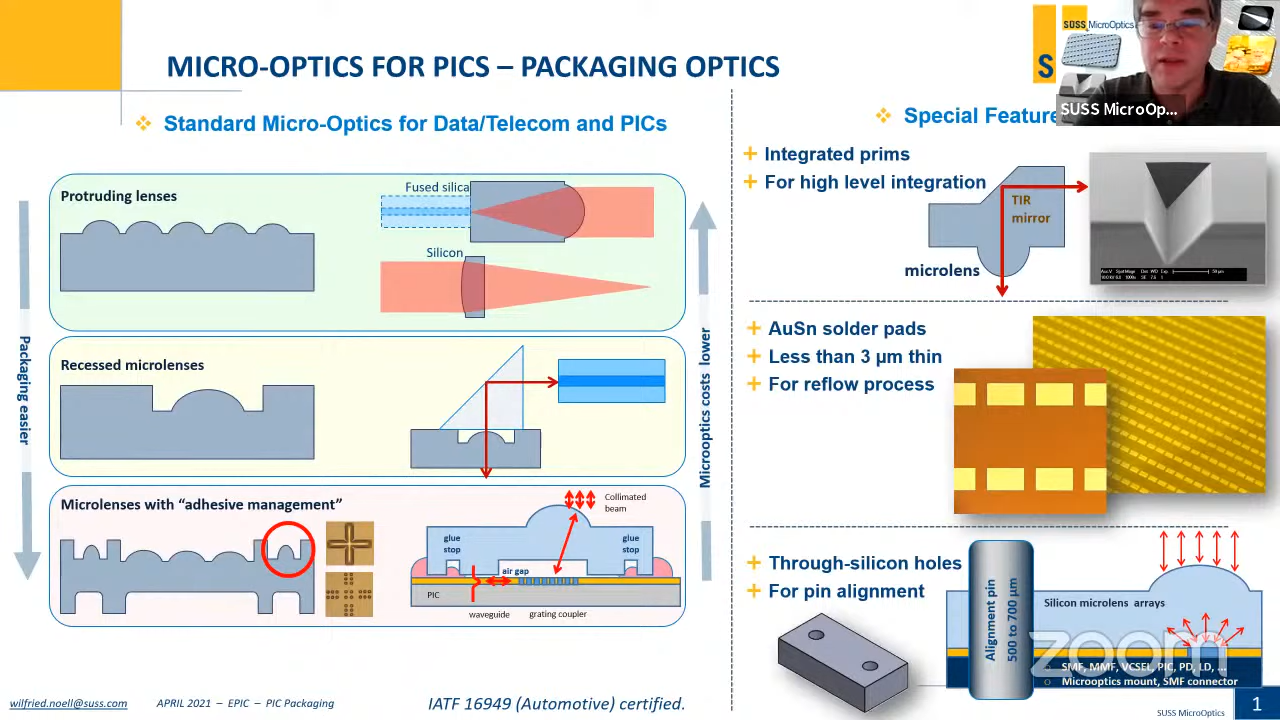 MICRO-OPTICS FOR PICS – PACKAGING OPTICS
SUSS MicroOptics
S
SUSS MicroOp...
❖ Standard Micro-Optics for Data/Telecom and PICs
Protruding lenses
Fused silica
Silicon
Recessed microlenses
Microlenses with “adhesive management”
Collimated
beam
glue
stop
glue
stop
air gap
PIC
waveguide
grating coupler
Packaging easier
Microoptics costs lower
❖ Special Feature
+ Integrated prims
+ For high level integration
TIR
mirror
microlens
+ AuSn solder pads
+ Less than 3 µm thin
+ For reflow process
+ Through-silicon holes
+ For pin alignment
Alignment pin
500 to 700 µm
Silicon microlens arrays
zoom
○ SMF, MMF, VCSEL, PIC, PD, LD, ...
○ Microoptics mount, SMF connector
wilfried.noell@suss.com
APRIL 2021 – EPIC – PIC Packaging
IATF 16949 (Automotive) certified.
SUSS MicroOptics
1